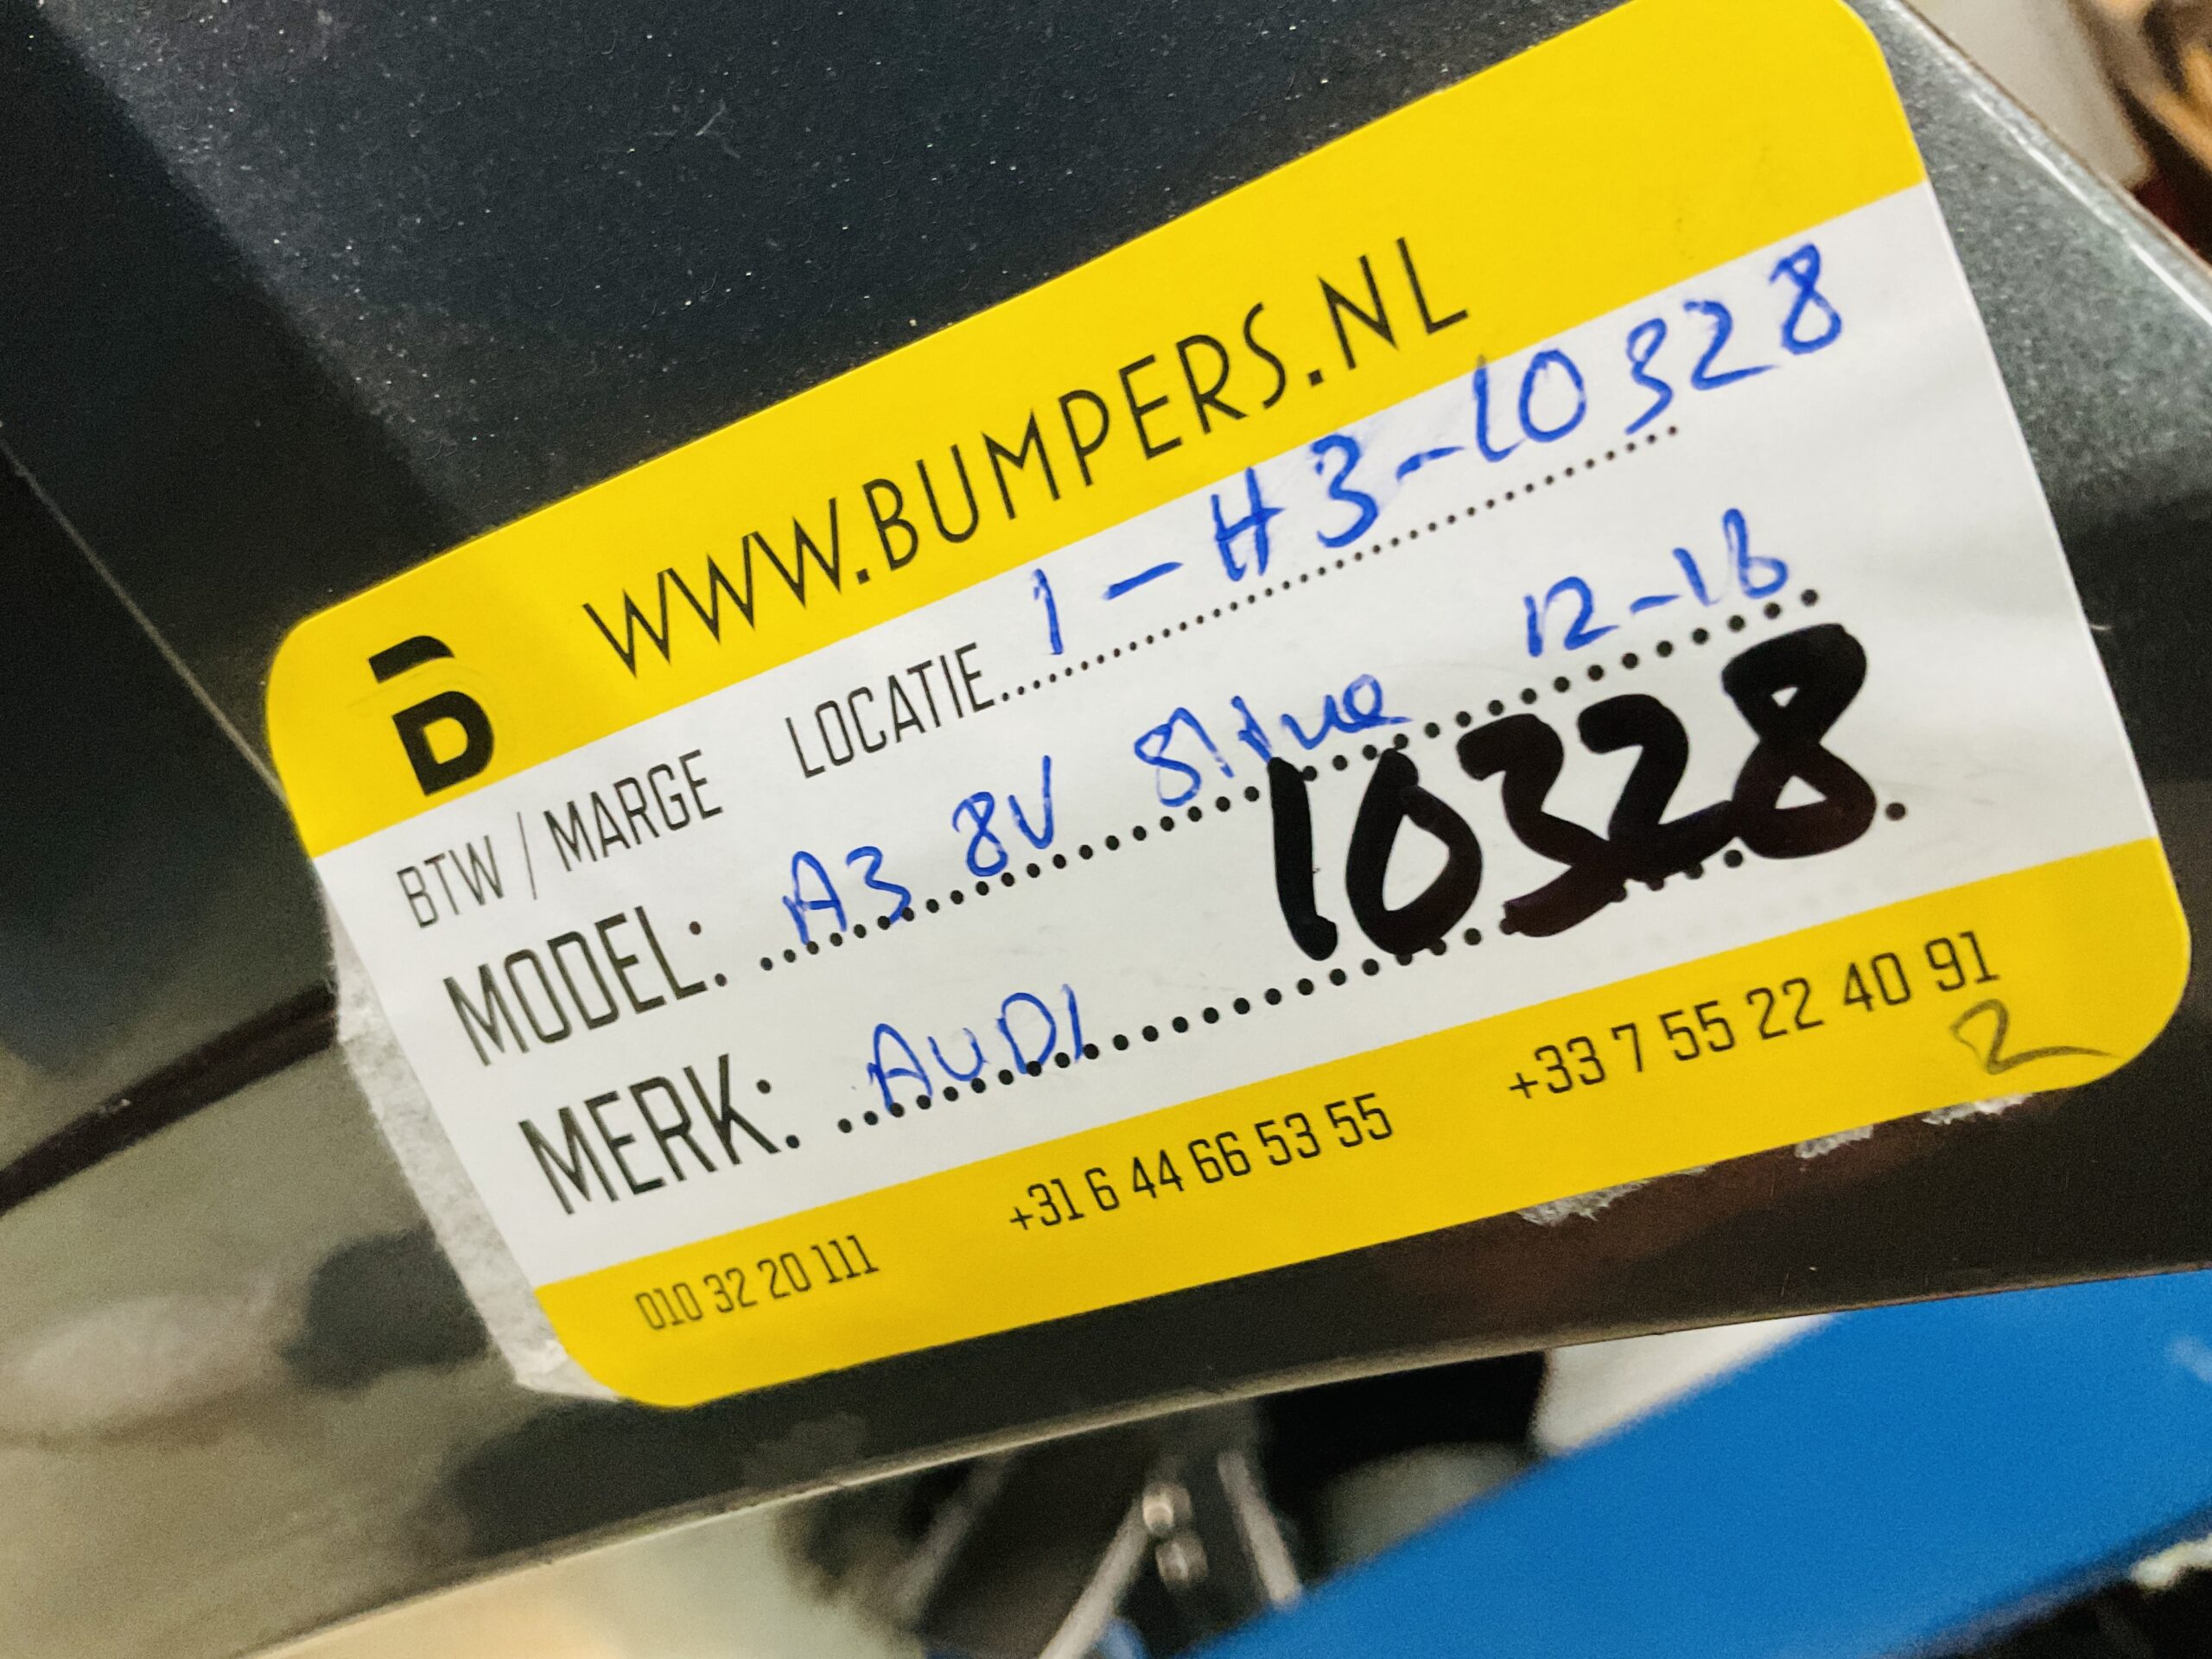 WWW.BUMPERS.NL
BTW / MARGE LOCATIE 1-H3-10328
MODEL: A3 8V Sline 12-16
10328
MERK: AUDI
010 32 20 111 +31 6 44 66 53 55 +33 7 55 22 40 91
2